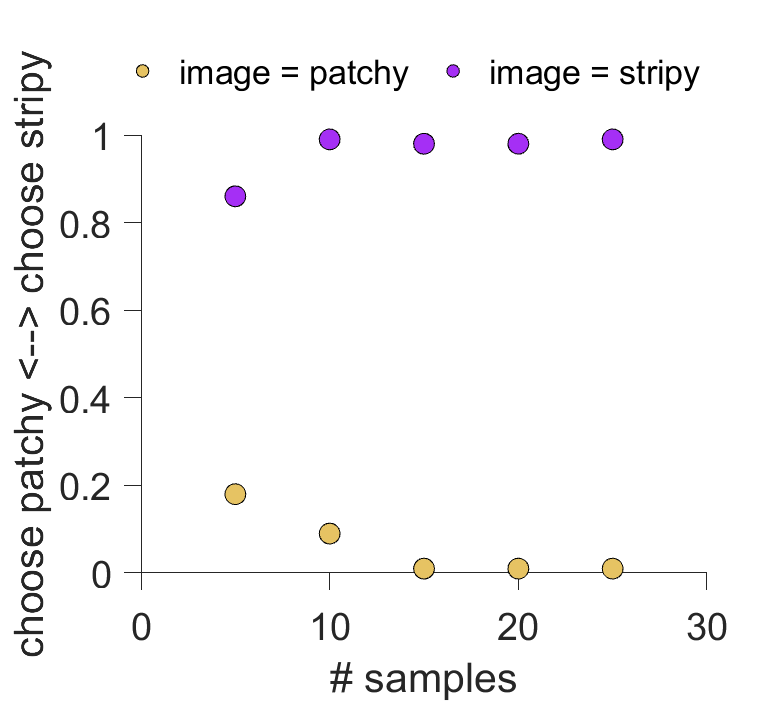 image = patchy
image = stripy
choose patchy <---> choose stripy
1
0.8
0.6
0.4
0.2
0
0
10
20
30
# samples